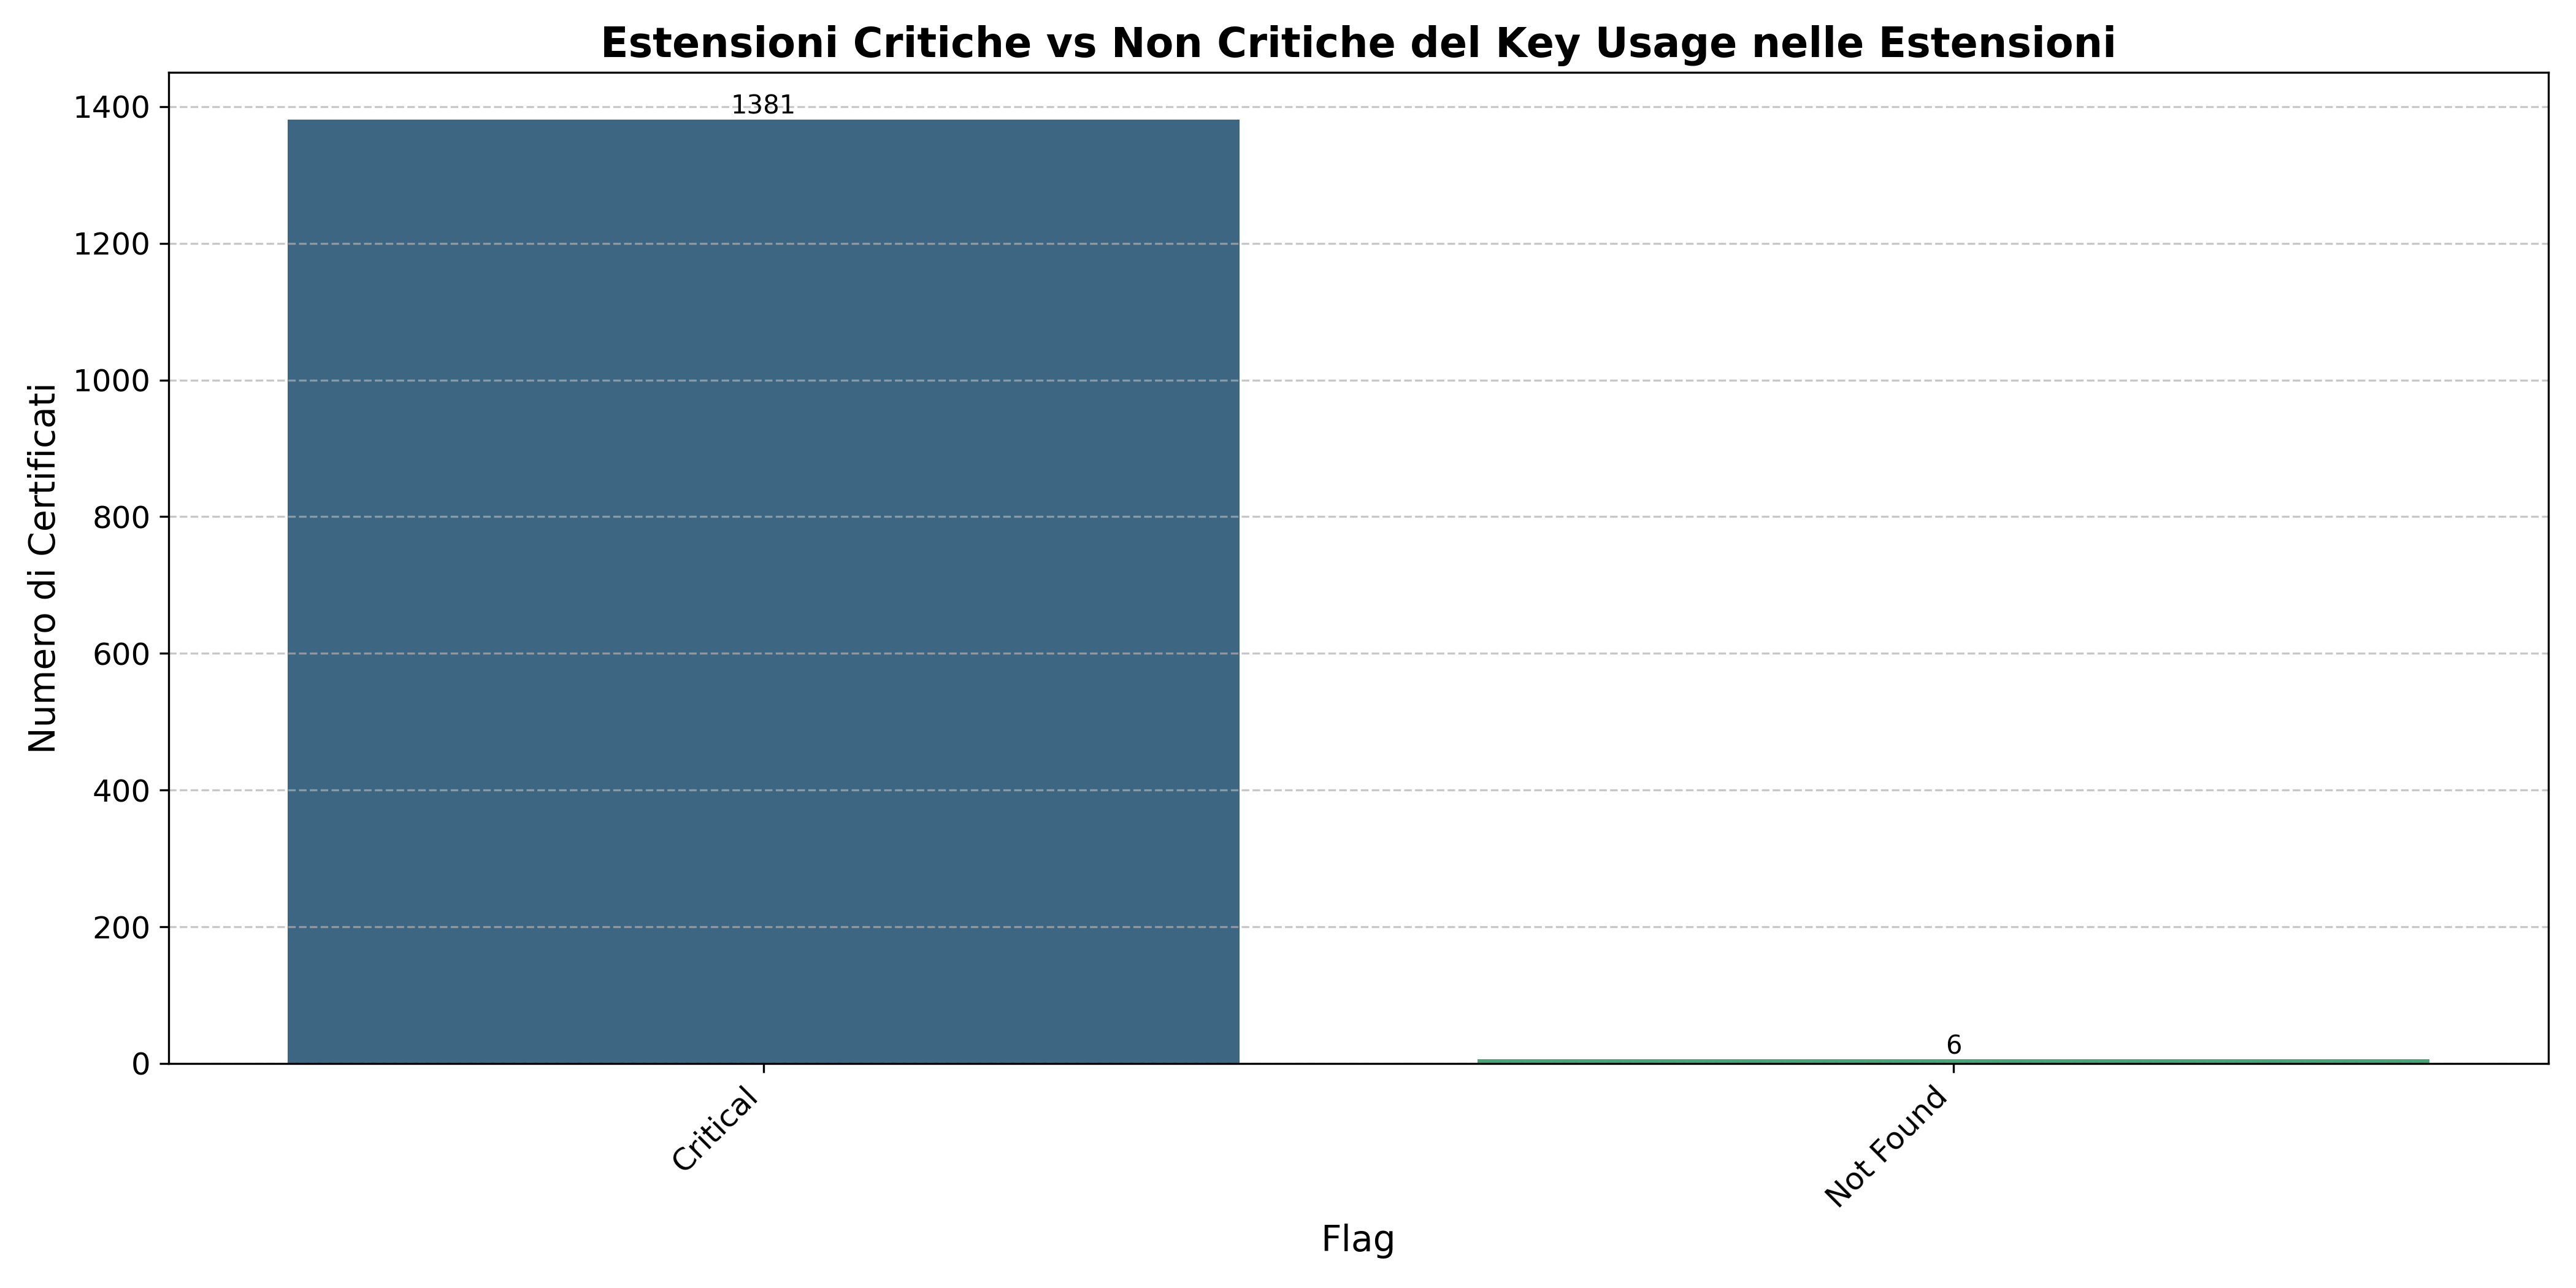 Estensioni Critiche vs Non Critiche del Key Usage nelle Estensioni
Numero di Certificati
1400
1200
1000
800
600
400
200
0
1381
6
Critical
Not Found
Flag